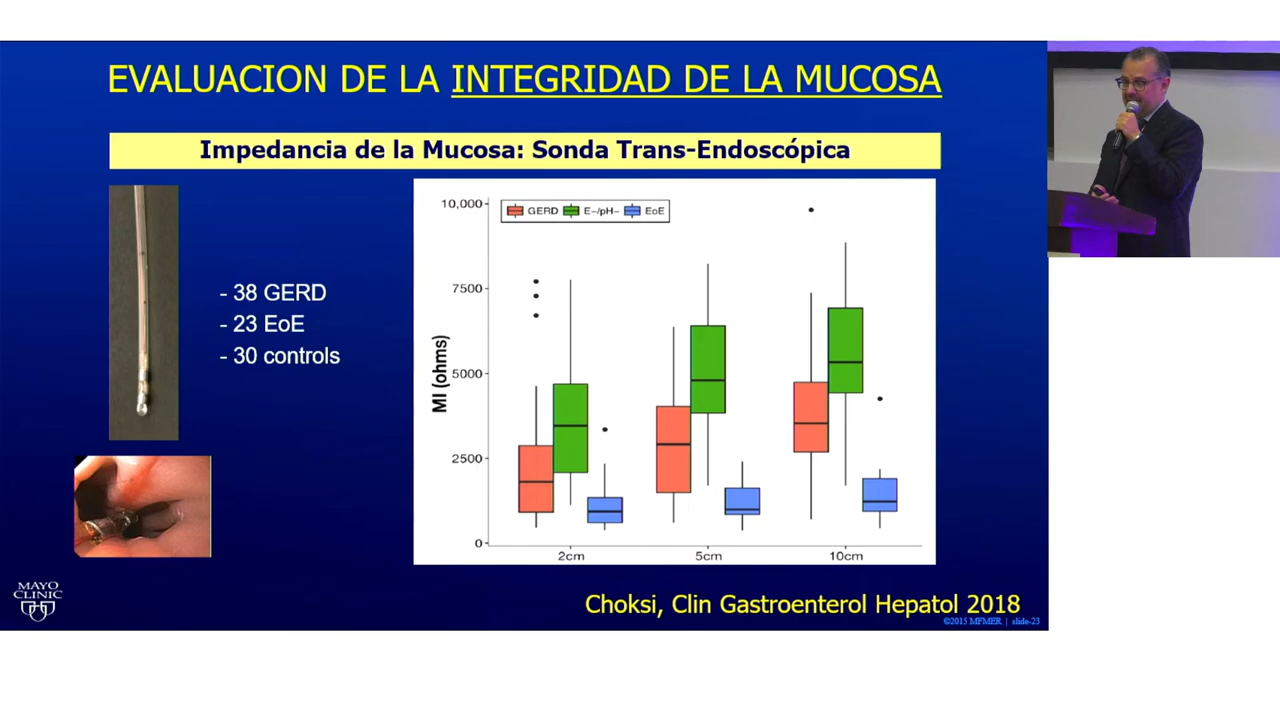 EVALUACION DE LA INTEGRIDAD DE LA MUCOSA
Impedancia de la Mucosa: Sonda Trans-Endoscópica
- 38 GERD
- 23 EoE
- 30 controls
GERD E-/pH- EoE
10,000
7500
5000
2500
0
MI (ohms)
2cm 5cm 10cm
MAYO
CLINIC
Choksi, Clin Gastroenterol Hepatol 2018
©2015 MFMER | slide-23